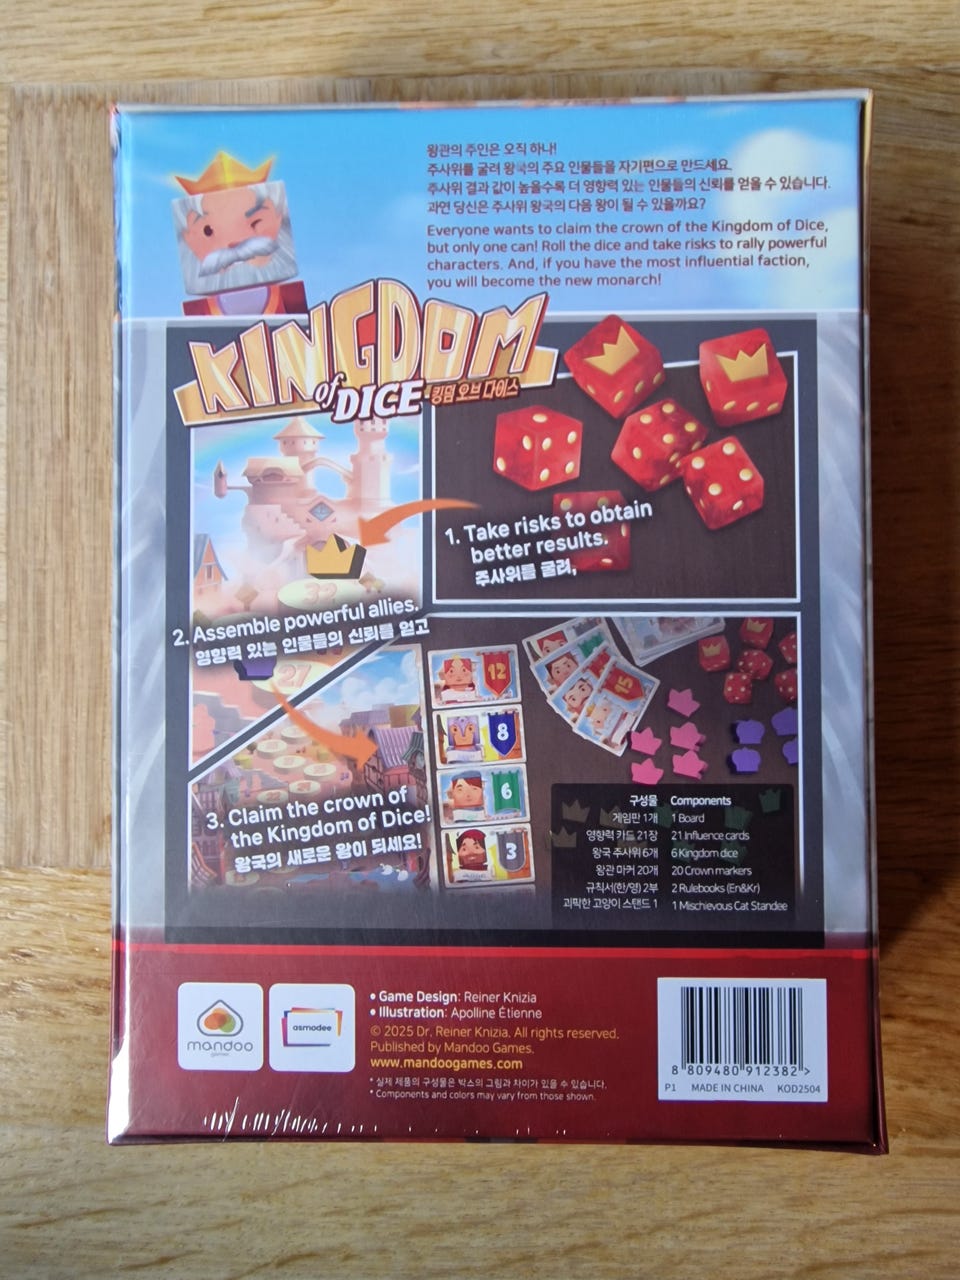 왕관의 주인은 오직 하나!
주사위를 굴려 왕국의 주요 인물들을 자기편으로 만드세요.
주사위 결과 값이 높을수록 더 영향력 있는 인물들의 신뢰를 얻을 수 있습니다.
과연 당신은 주사위 왕국의 다음 왕이 될 수 있을까요?
Everyone wants to claim the crown of the Kingdom of Dice,
but only one can! Roll the dice and take risks to rally powerful
characters. And, if you have the most influential faction,
you will become the new monarch!
KINGDOM
of DICE 킹덤 오브 다이스
1. Take risks to obtain
better results.
주사위를 굴려,
32
2. Assemble powerful allies.
영향력 있는 인물들의 신뢰를 얻고
27
12
15
8
6
3
3. Claim the crown of
the Kingdom of Dice!
왕국의 새로운 왕이 되세요!
구성물 Components
게임판 1개 1 Board
영향력 카드 21장 21 Influence cards
왕국 주사위 6개 6 Kingdom dice
왕관 마커 20개 20 Crown markers
규칙서(한/영) 2부 2 Rulebooks (En&Kr)
괴팍한 고양이 스탠드 1 1 Mischievous Cat Standee
mandoo
games
asmodee
• Game Design: Reiner Knizia
• Illustration: Apolline Étienne
© 2025 Dr. Reiner Knizia. All rights reserved.
Published by Mandoo Games.
www.mandoogames.com
* 실제 제품의 구성물은 박스의 그림과 차이가 있을 수 있습니다.
* Components and colors may vary from those shown.
8 809480 912382 >
P1 MADE IN CHINA KOD2504